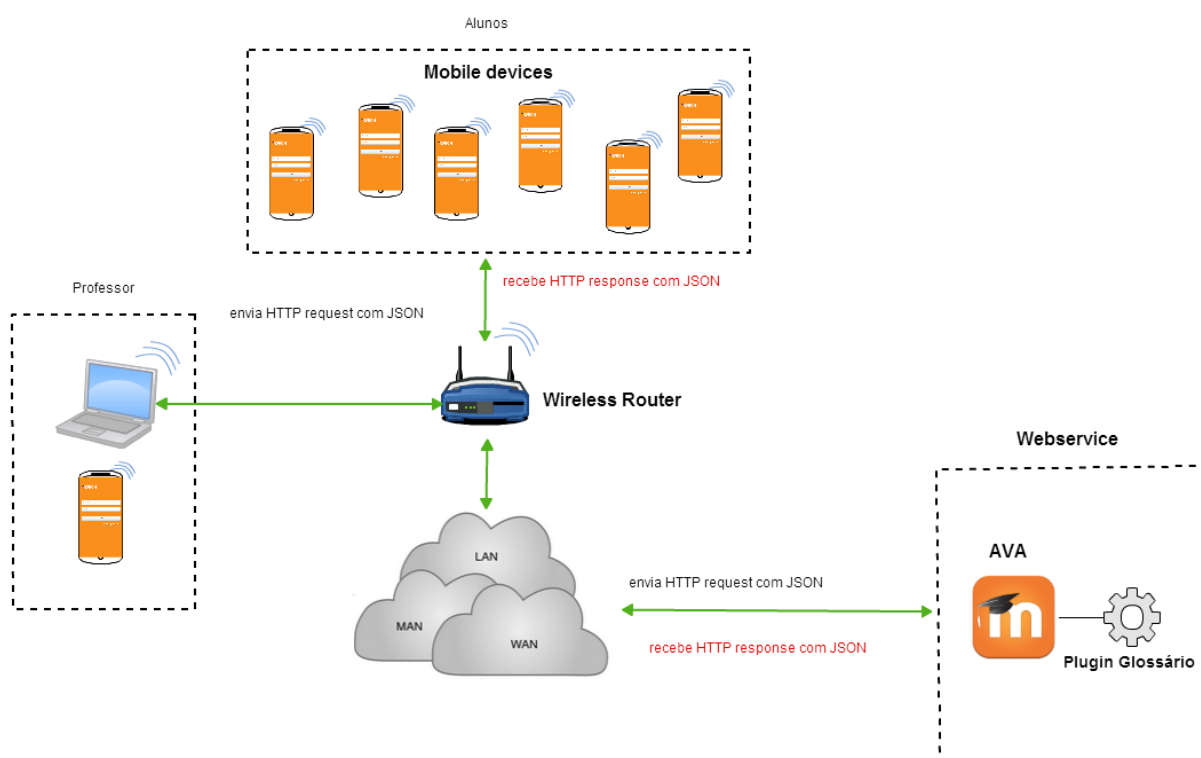 Alunos
Mobile devices
recebe HTTP response com JSON
Professor
envia HTTP request com JSON
Wireless Router
Webservice
LAN
MAN
WAN
envia HTTP request com JSON
recebe HTTP response com JSON
AVA
Plugin Glossário